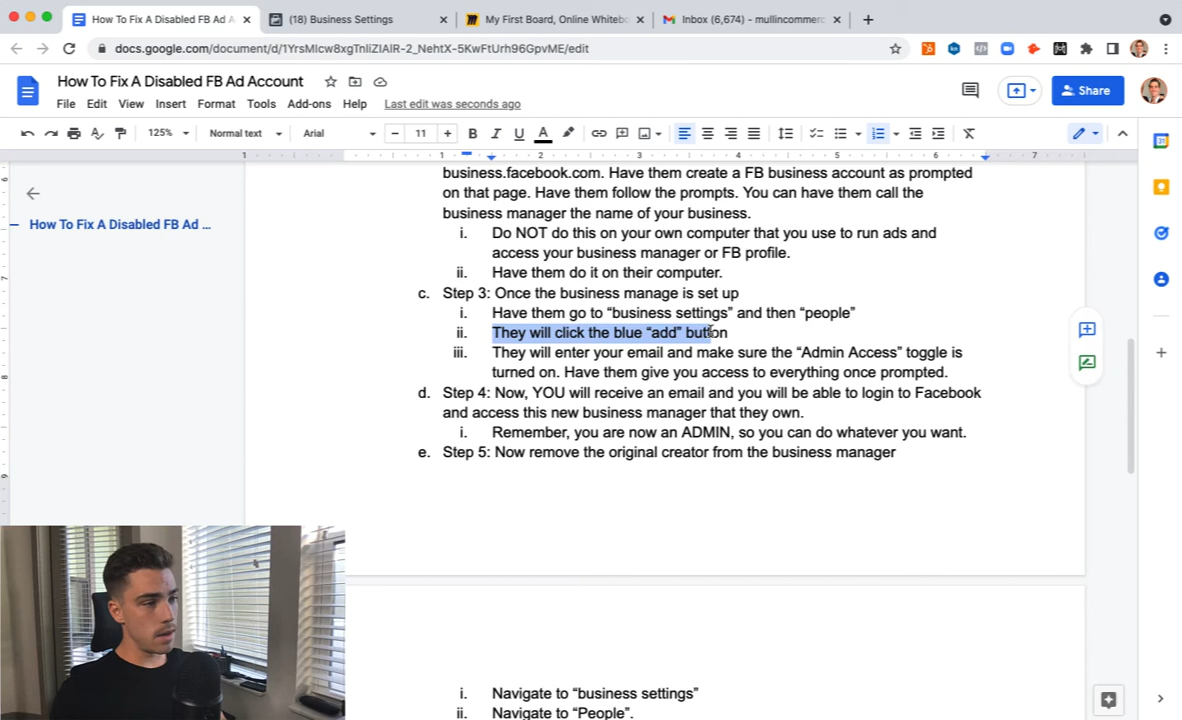 How To Fix A Disabled FB Ad A
(18) Business Settings
My First Board, Online Whitebo
Inbox (6,674) - mullincommerc
docs.google.com/document/d/1YrsMlcw8xgTnliZIAlR-2_NehtX-5KwFtUrh96GpvME/edit
How To Fix A Disabled FB Ad Account
File Edit View Insert Format Tools Add-ons Help Last edit was seconds ago
Share
125% Normal text Arial 11
1 1 2 3 4 5 6 7
How To Fix A Disabled FB Ad ...
business.facebook.com. Have them create a FB business account as prompted
on that page. Have them follow the prompts. You can have them call the
business manager the name of your business.
i. Do NOT do this on your own computer that you use to run ads and
access your business manager or FB profile.
ii. Have them do it on their computer.
c. Step 3: Once the business manage is set up
i. Have them go to “business settings” and then “people”
ii. They will click the blue “add” button
iii. They will enter your email and make sure the “Admin Access” toggle is
turned on. Have them give you access to everything once prompted.
d. Step 4: Now, YOU will receive an email and you will be able to login to Facebook
and access this new business manager that they own.
i. Remember, you are now an ADMIN, so you can do whatever you want.
e. Step 5: Now remove the original creator from the business manager
i. Navigate to “business settings”
ii. Navigate to “People”.